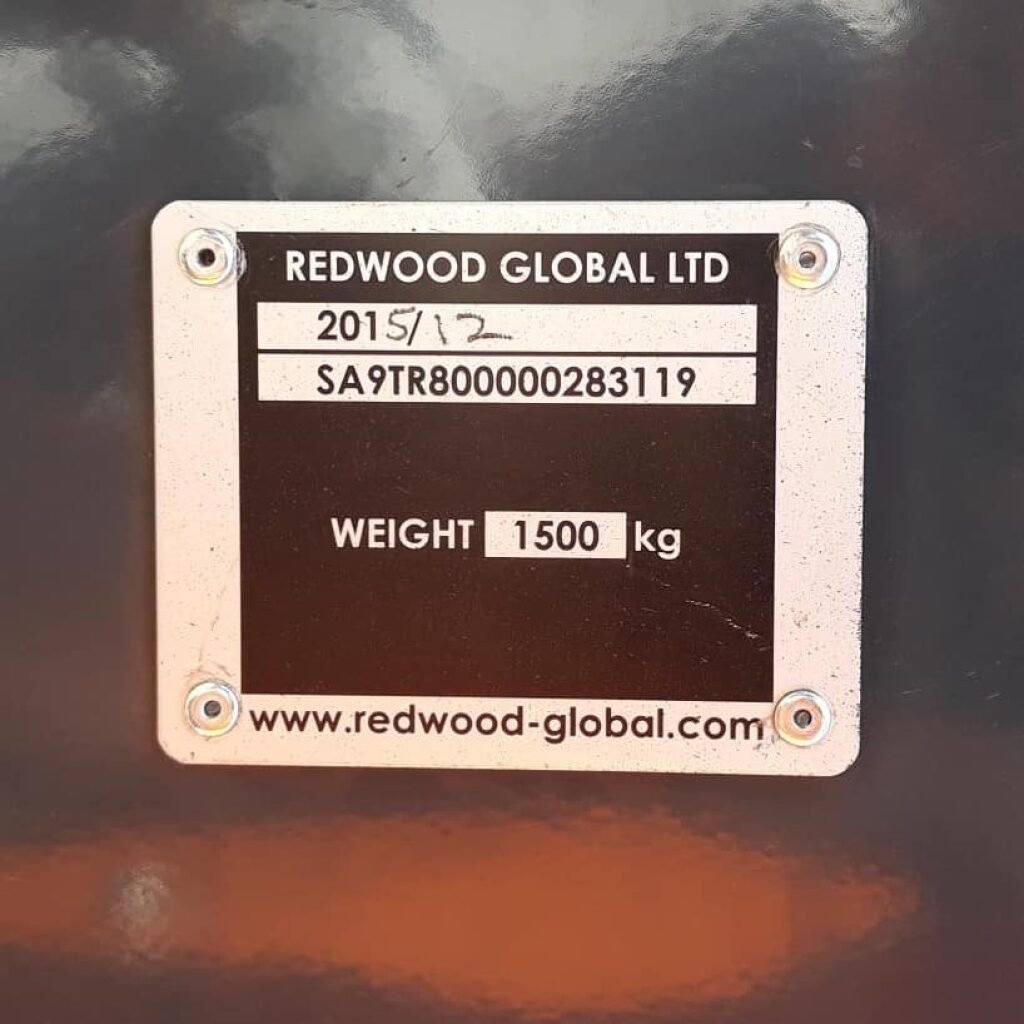 REDWOOD GLOBAL LTD
2015/12
SA9TR800000283119
WEIGHT 1500 kg
www.redwood-global.com